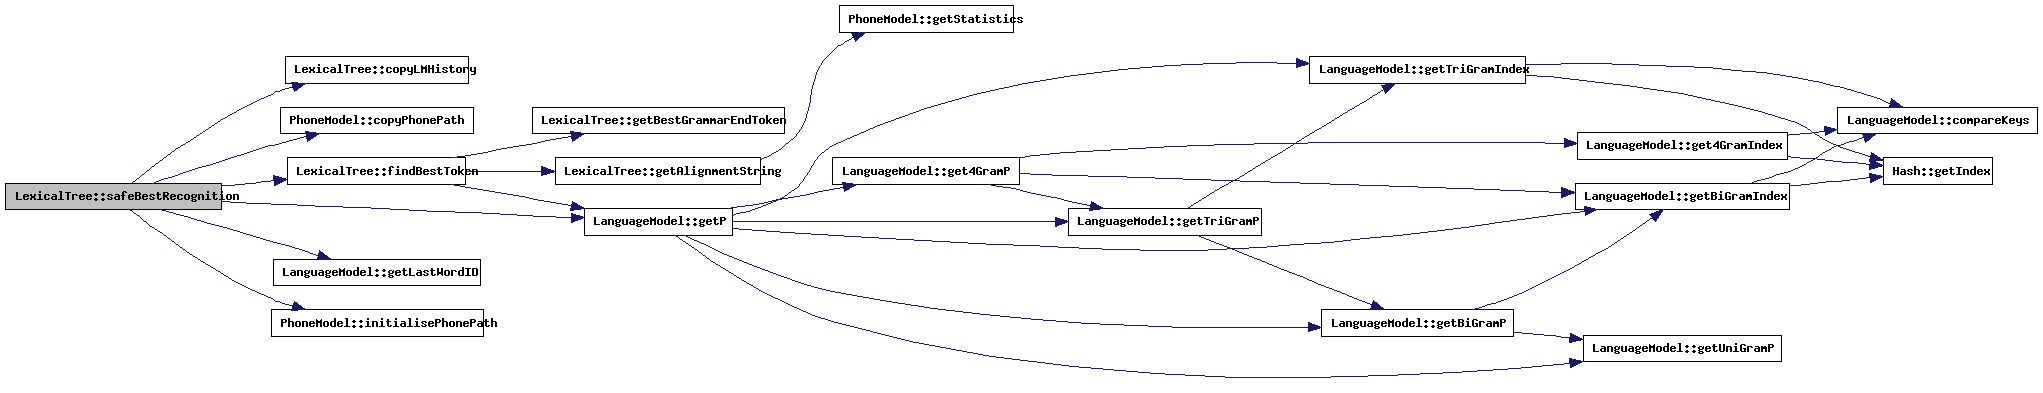 PhoneModel::getStatistics
LexicalTree::copyLMHistory
LanguageModel::getTriGramIndex
PhoneModel::copyPhonePath
LexicalTree::getBestGrammarEndToken
LanguageModel::compareKeys
LanguageModel::get4GramIndex
LexicalTree::findBestToken
LexicalTree::getAlignmentString
LanguageModel::get4GramP
Hash::getIndex
LexicalTree::safeBestRecognition
LanguageModel::getBiGramIndex
LanguageModel::getP
LanguageModel::getTriGramP
LanguageModel::getLastWordID
PhoneModel::initialisePhonePath
LanguageModel::getBiGramP
LanguageModel::getUniGramP